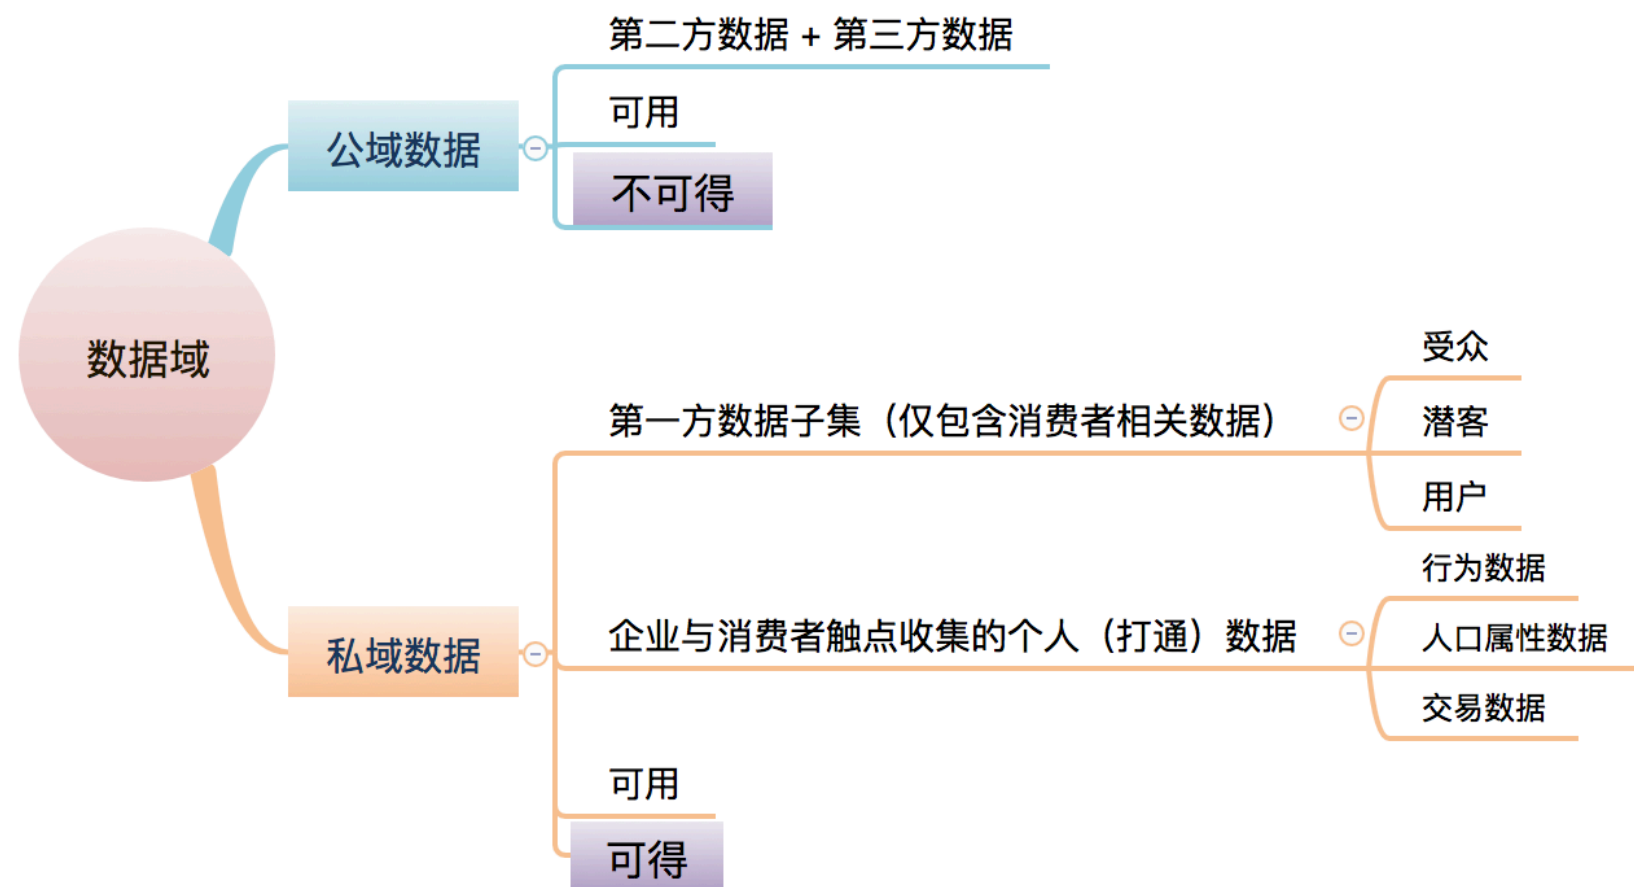 第二方数据 + 第三方数据
可用
公域数据
不可得
数据域
受众
第一方数据子集（仅包含消费者相关数据）
潜客
用户
行为数据
企业与消费者触点收集的个人（打通）数据
人口属性数据
私域数据
交易数据
可用
可得